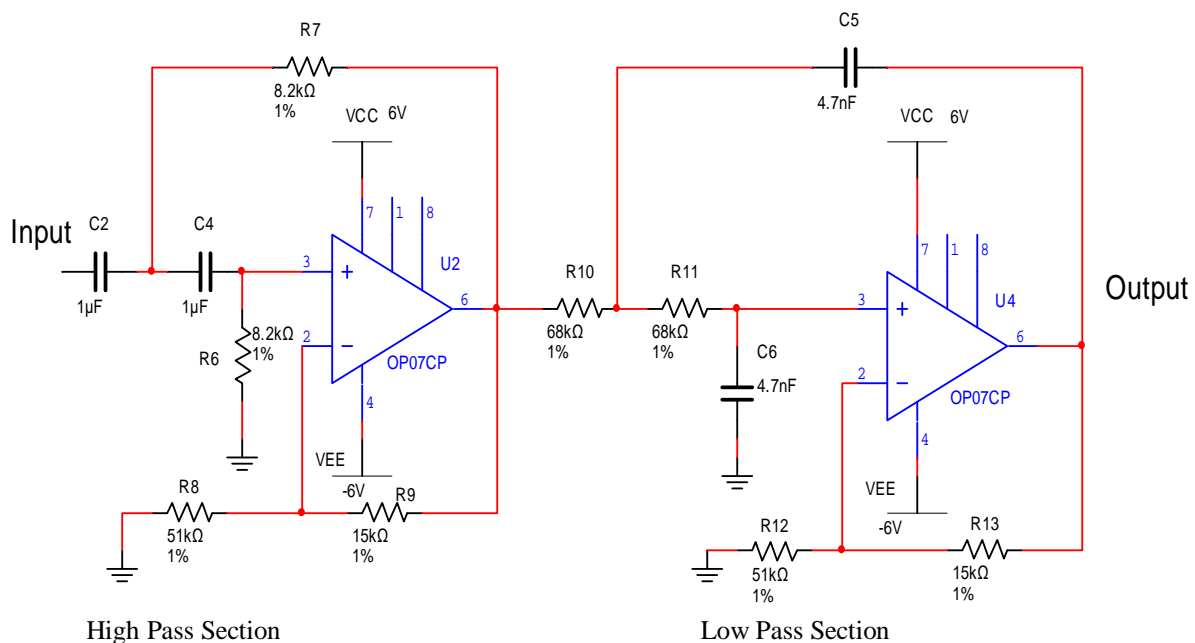 R7
8.2kΩ
1%
C5
4.7nF
VCC 6V
VCC 6V
Input
C2
1µF
C4
1µF
7
1
8
3
2
6
4
U2
OP07CP
R6
8.2kΩ
1%
R10
68kΩ
1%
R11
68kΩ
1%
C6
4.7nF
7
1
8
3
2
6
4
U4
OP07CP
Output
VEE
-6V
VEE
-6V
R8
51kΩ
1%
R9
15kΩ
1%
R12
51kΩ
1%
R13
15kΩ
1%
High Pass Section
Low Pass Section